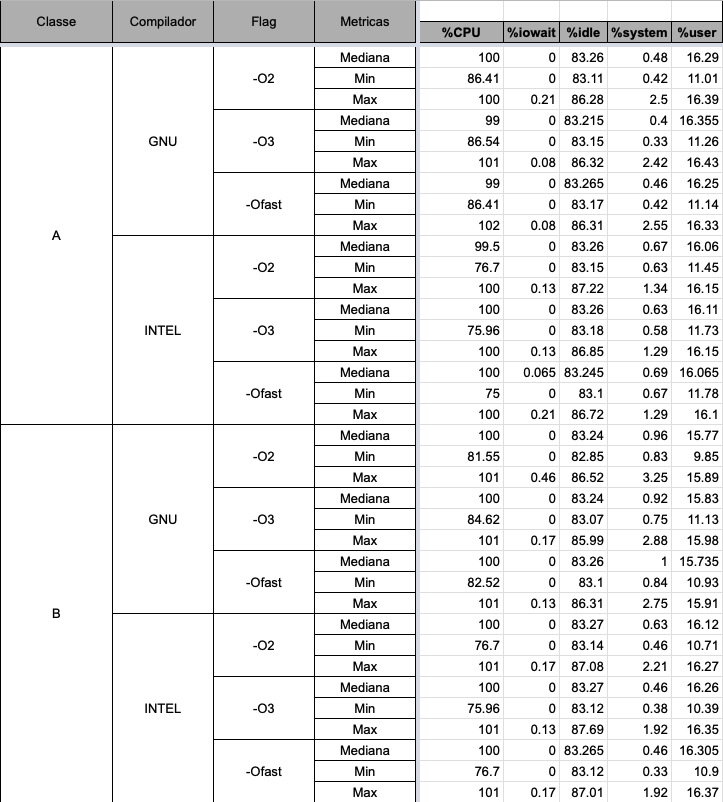 Classe Compilador Flag Metricas %CPU %iowait %idle %system %user
Mediana 100 0 83.26 0.48 16.29
-O2 Min 86.41 0 83.11 0.42 11.01
Max 100 0.21 86.28 2.5 16.39
Mediana 99 0 83.215 0.4 16.355
GNU -O3 Min 86.54 0 83.15 0.33 11.26
Max 101 0.08 86.32 2.42 16.43
Mediana 99 0 83.265 0.46 16.25
-Ofast Min 86.41 0 83.17 0.42 11.14
Max 102 0.08 86.31 2.55 16.33
A
Mediana 99.5 0 83.26 0.67 16.06
-O2 Min 76.7 0 83.15 0.63 11.45
Max 100 0.13 87.22 1.34 16.15
Mediana 100 0 83.26 0.63 16.11
INTEL -O3 Min 75.96 0 83.18 0.58 11.73
Max 100 0.13 86.85 1.29 16.15
Mediana 100 0.065 83.245 0.69 16.065
-Ofast Min 75 0 83.1 0.67 11.78
Max 100 0.21 86.72 1.29 16.1
Mediana 100 0 83.24 0.96 15.77
-O2 Min 81.55 0 82.85 0.83 9.85
Max 101 0.46 86.52 3.25 15.89
Mediana 100 0 83.24 0.92 15.83
GNU -O3 Min 84.62 0 83.07 0.75 11.13
Max 101 0.17 85.99 2.88 15.98
Mediana 100 0 83.26 1 15.735
-Ofast Min 82.52 0 83.1 0.84 10.93
Max 101 0.13 86.31 2.75 15.91
B
Mediana 100 0 83.27 0.63 16.12
-O2 Min 76.7 0 83.14 0.46 10.71
Max 101 0.17 87.08 2.21 16.27
Mediana 100 0 83.27 0.46 16.26
INTEL -O3 Min 75.96 0 83.12 0.38 10.39
Max 101 0.13 87.69 1.92 16.35
Mediana 100 0 83.265 0.46 16.305
-Ofast Min 76.7 0 83.12 0.33 10.9
Max 101 0.17 87.01 1.92 16.37